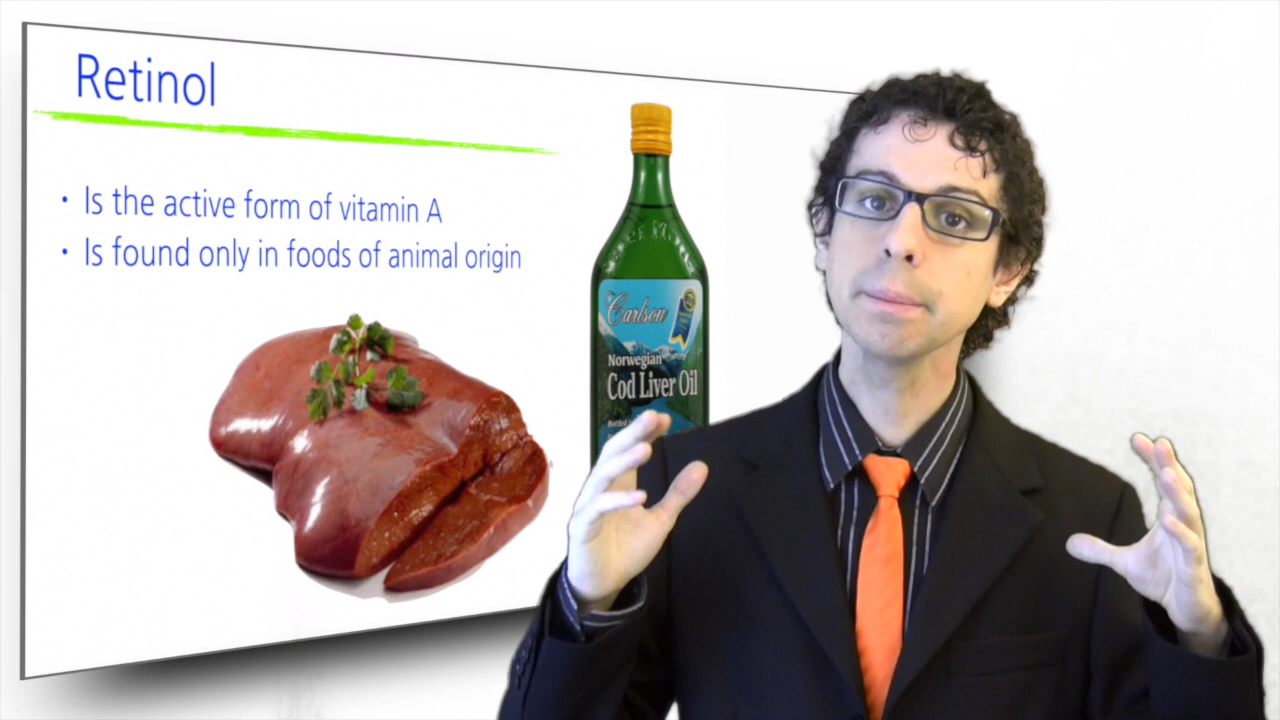 Retinol
• Is the active form of vitamin A
• Is found only in foods of animal origin
Carlson
Norwegian
Cod Liver Oil
Bottled